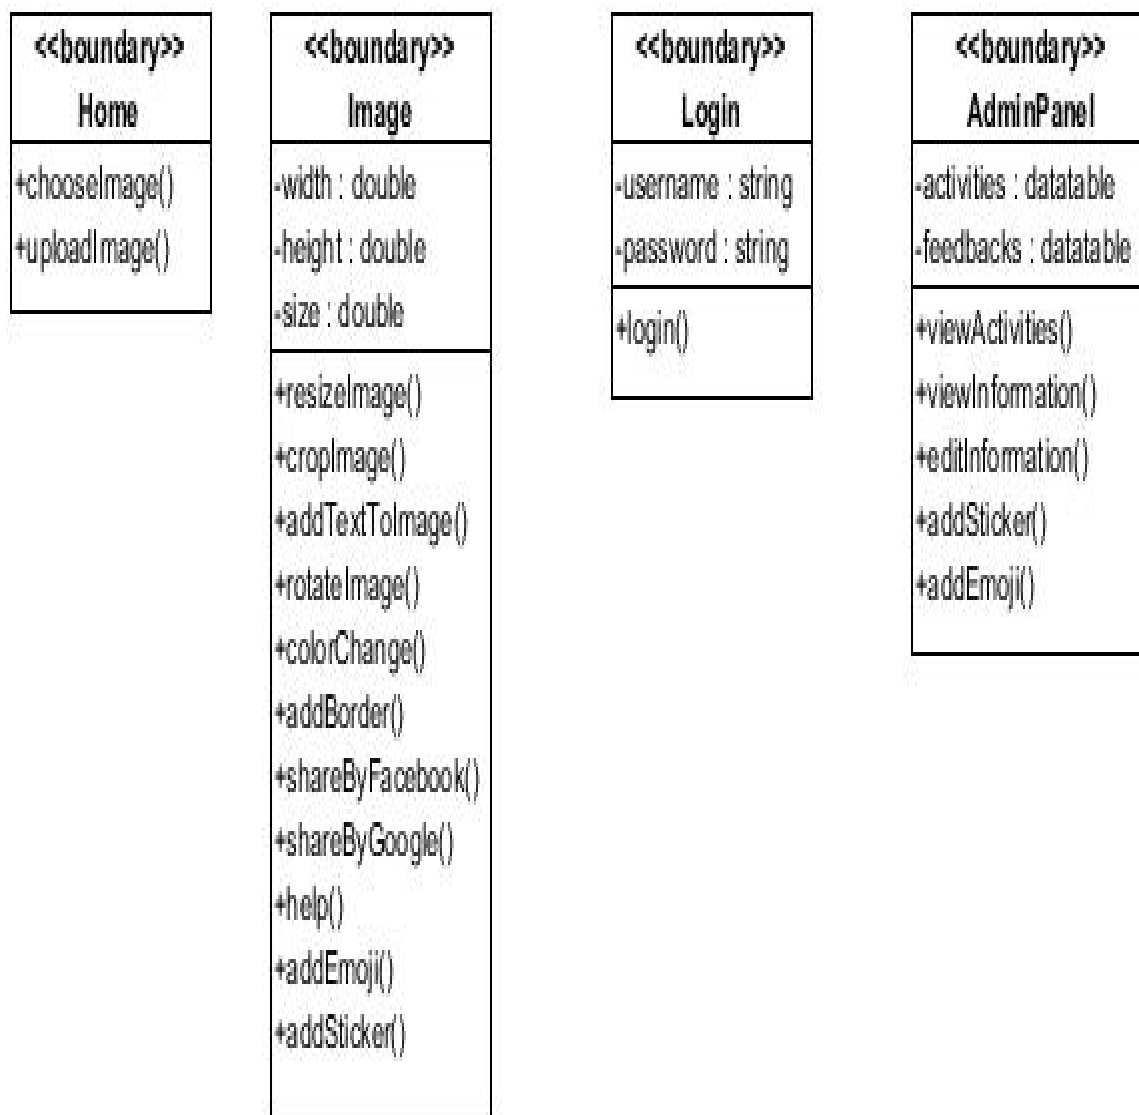 <<boundary>>
Home
+chooseImage()
+uploadImage()
<<boundary>>
Image
-width : double
-height : double
-size : double
+resizeImage()
+cropImage()
+addTextToImage()
+rotateImage()
+colorChange()
+addBorder()
+shareByFacebook()
+shareByGoogle()
+help()
+addEmoji()
+addSticker()
<<boundary>>
Login
-username : string
-password : string
+login()
<<boundary>>
AdminPanel
-activities : datatable
-feedbacks : datatable
+viewActivities()
+viewInformation()
+editInformation()
+addSticker()
+addEmoji()